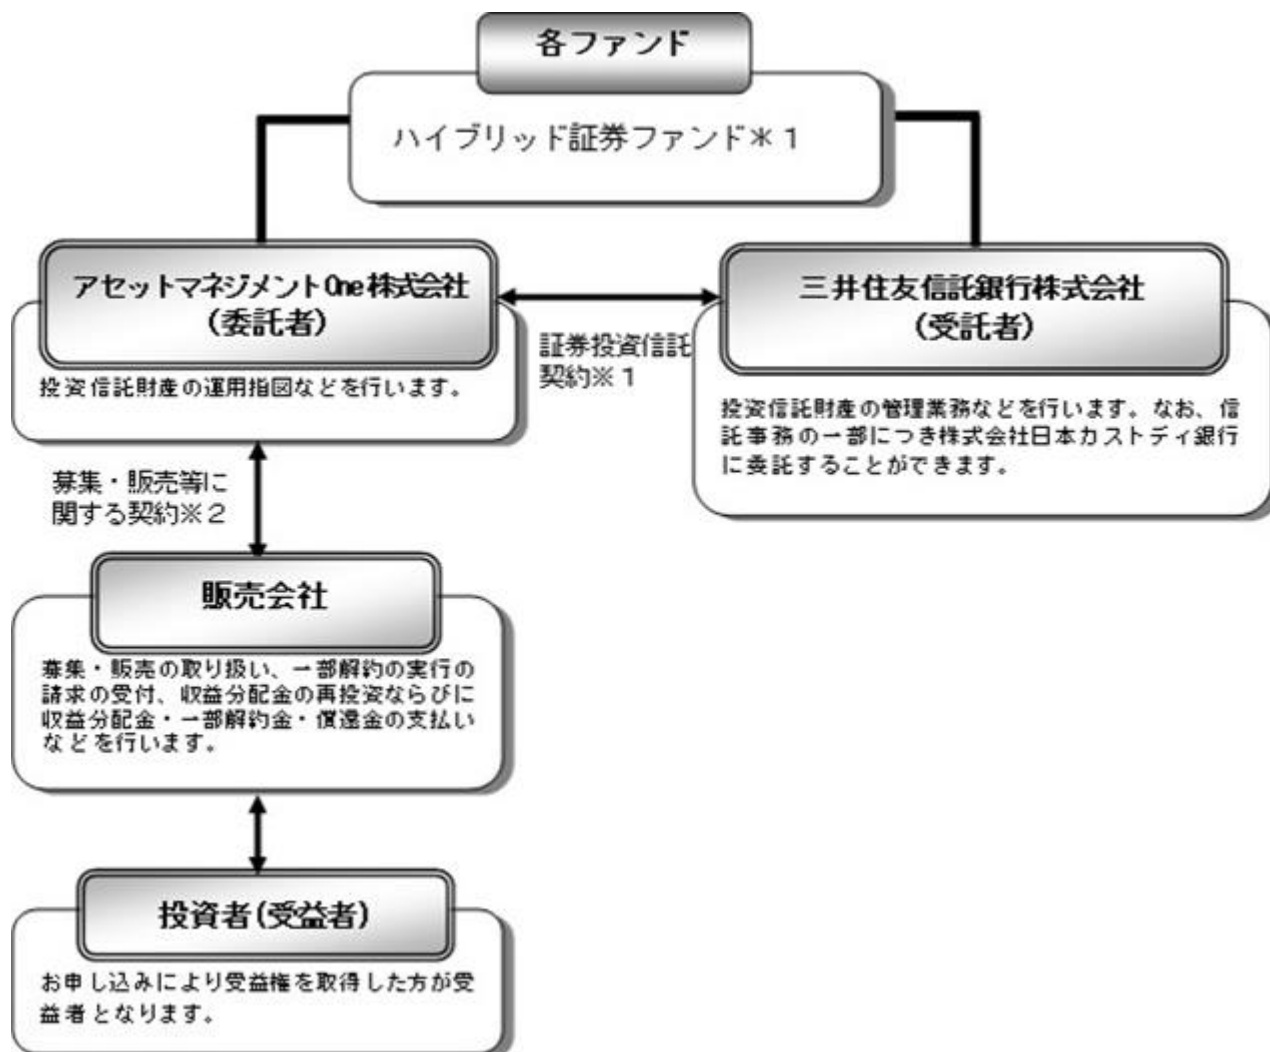 各ファンド
ハイブリッド証券ファンド＊１
アセットマネジメントOne株式会社
（委託者）
投資信託財産の運用指図などを行います。
証券投資信託
契約※１
三井住友信託銀行株式会社
（受託者）
投資信託財産の管理業務などを行います。なお、信
託事務の一部につき株式会社日本カストディ銀行
に委託することができます。
募集・販売等に
関する契約※２
販売会社
募集・販売の取り扱い、一部解約の実行の
請求の受付、収益分配金の再投資ならびに
収益分配金・一部解約金・償還金の支払い
などを行います。
投資者(受益者)
お申し込みにより受益権を取得した方が受
益者となります。